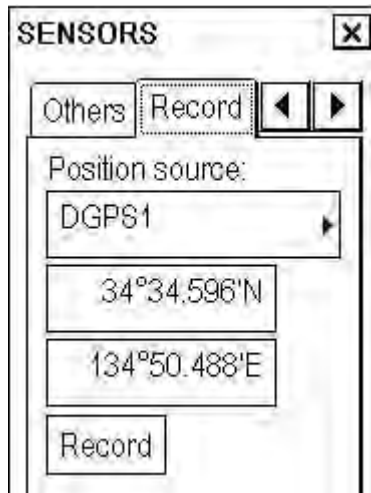 SENSORS
Others Record
Position source:
DGPS1
34°34.596'N
134°50.488'E
Record